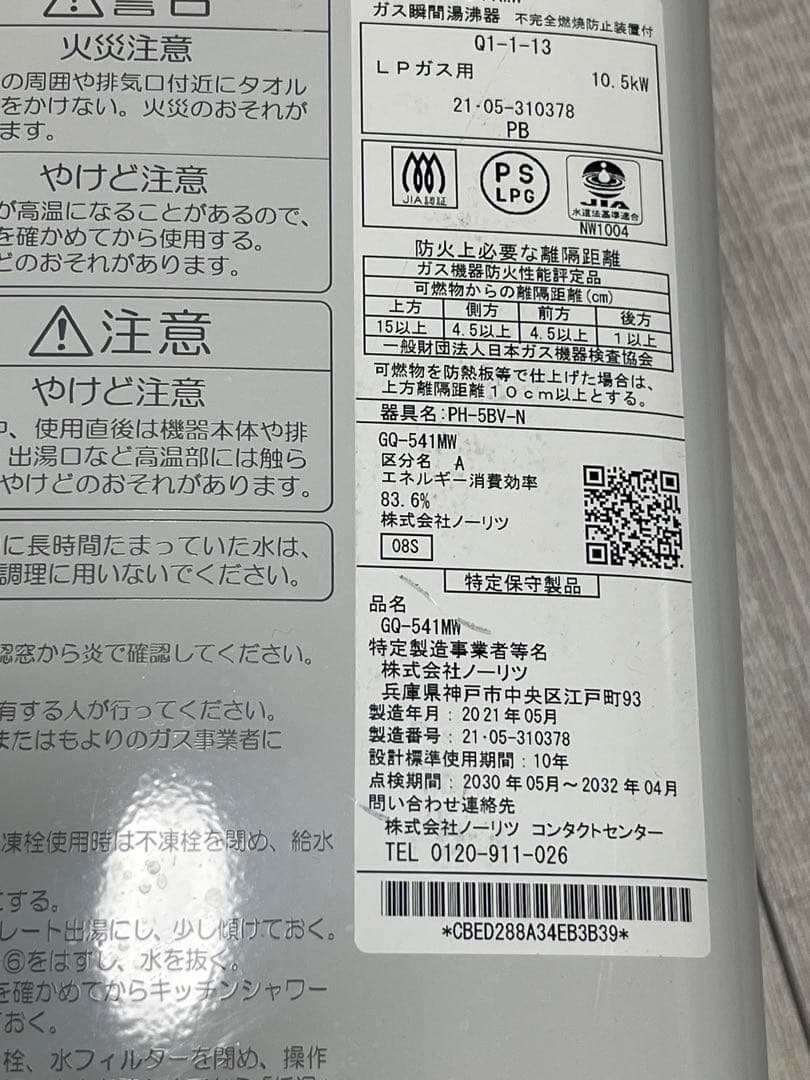 警告
火災注意
の周囲や排気口付近にタオル
をかけない。火災のおそれが
ます。
やけど注意
が高温になることがあるので、
を確かめてから使用する。
どのおそれがあります。
注意
やけど注意
中、使用直後は機器本体や排
出湯口など高温部には触ら
やけどのおそれがあります。
に長時間たまっていた水は、
調理に用いないでください。
認窓から炎で確認してください。
有する人が行ってください。
またはもよりのガス事業者に
凍栓使用時は不凍栓を閉め、給水
にする。
レート出湯にし、少し傾けておく。
⑥をはずし、水を抜く。
を確かめてからキッチンシャワー
おく。
栓、水フィルターを閉め、操作
ガス瞬間湯沸器 不完全燃焼防止装置付
Q1-1-13
LPガス用 10.5kW
21・05-310378
PB
JIA認証
PS
LPG
JIA
水道法基準適合
NW1004
防火上必要な離隔距離
ガス機器防火性能評定品
可燃物からの離隔距離(cm)
上方 側方 前方 後方
15以上 4.5以上 4.5以上 1以上
一般財団法人日本ガス機器検査協会
可燃物を防熱板等で仕上げた場合は、
上方離隔距離10cm以上とする。
器具名:PH-5BV-N
GQ-541MW
区分名 A
エネルギー消費効率
83.6%
株式会社ノーリツ
08S
特定保守製品
品名
GQ-541MW
特定製造事業者等名
株式会社ノーリツ
兵庫県神戸市中央区江戸町93
製造年月:2021年05月
製造番号:21・05-310378
設計標準使用期間:10年
点検期間:2030年05月～2032年04月
問い合わせ連絡先
株式会社ノーリツ コンタクトセンター
TEL 0120-911-026
*CBED288A34EB3B39*